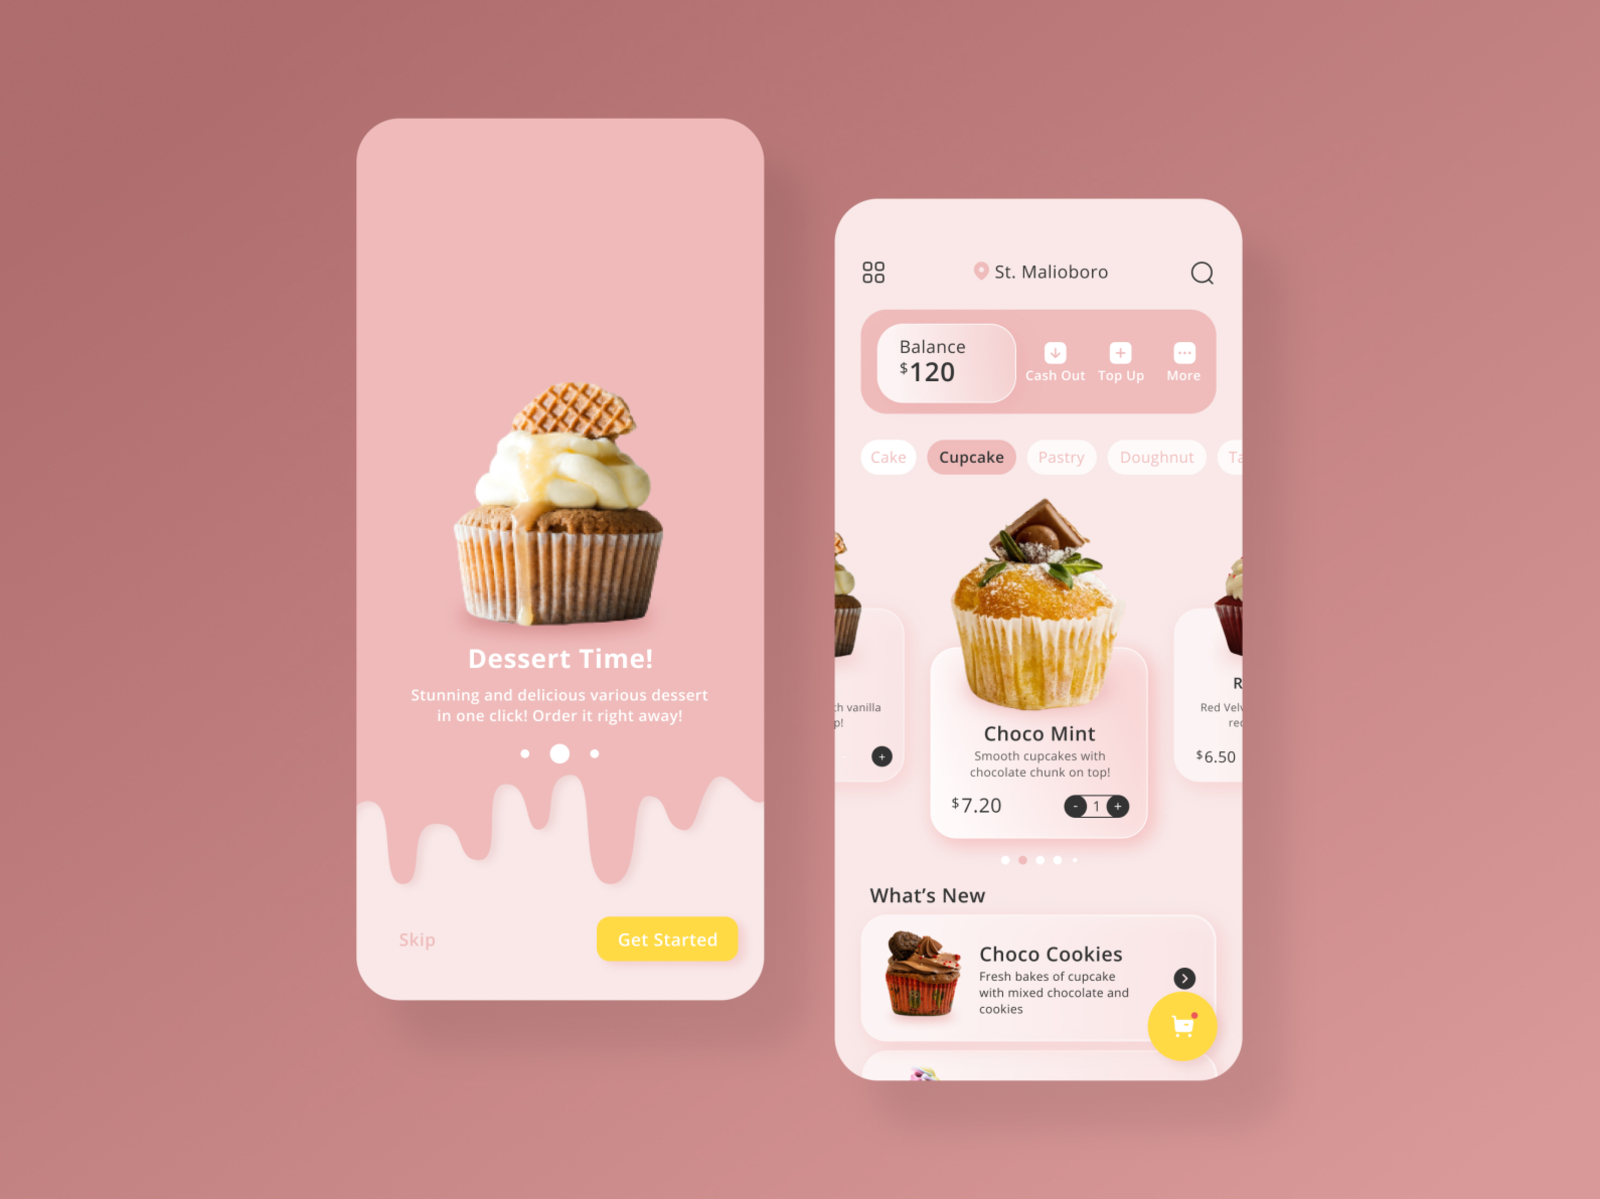 Dessert Time!
Stunning and delicious various dessert
in one click! Order it right away!
Skip
Get Started
St. Malioboro
Balance
$120
Cash Out
Top Up
More
Cake
Cupcake
Pastry
Doughnut
vanilla
p!
+
Choco Mint
Smooth cupcakes with
chocolate chunk on top!
$7.20
- 1 +
R
Red Velv
$6.50
What's New
Choco Cookies
Fresh bakes of cupcake
with mixed chocolate and
cookies